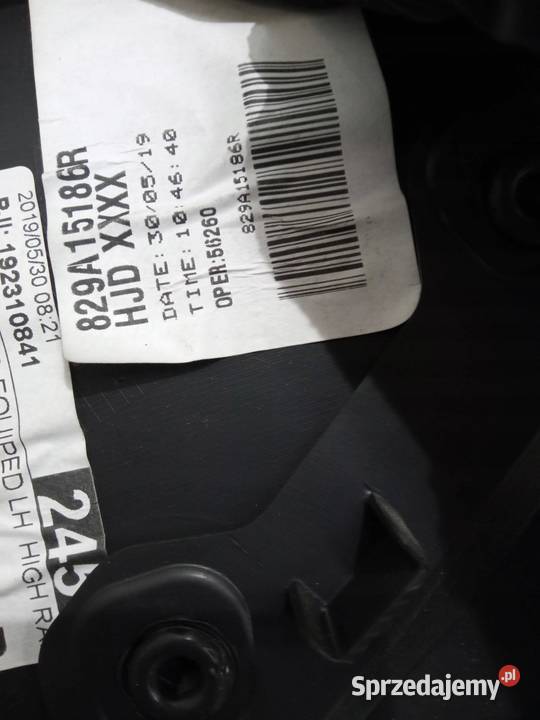 829A15186R
HJD XXXX
DATE: 30/05/19
TIME: 10:46:40
OPER:56260
829A15186R
2019/05/30 08:21
192310841
EQUIPED LH HIGH
245
Sprzedajemy.pl